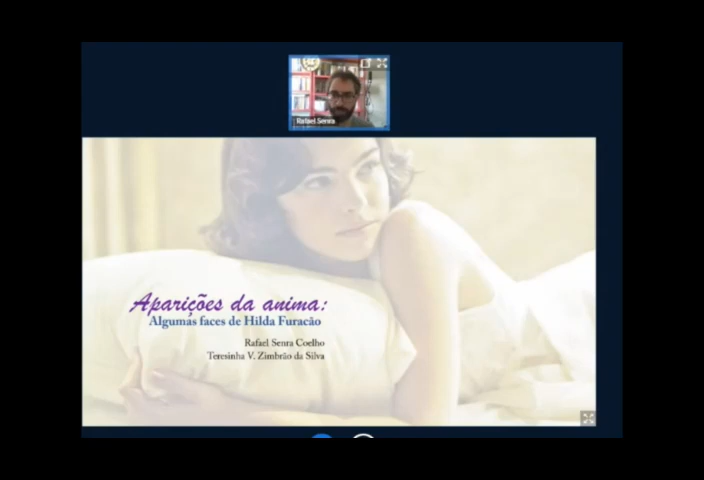 Rafael Senra
Aparições da anima:
Algumas faces de Hilda Furacão
Rafael Senra Coelho
Teresinha V. Zimbrão da Silva